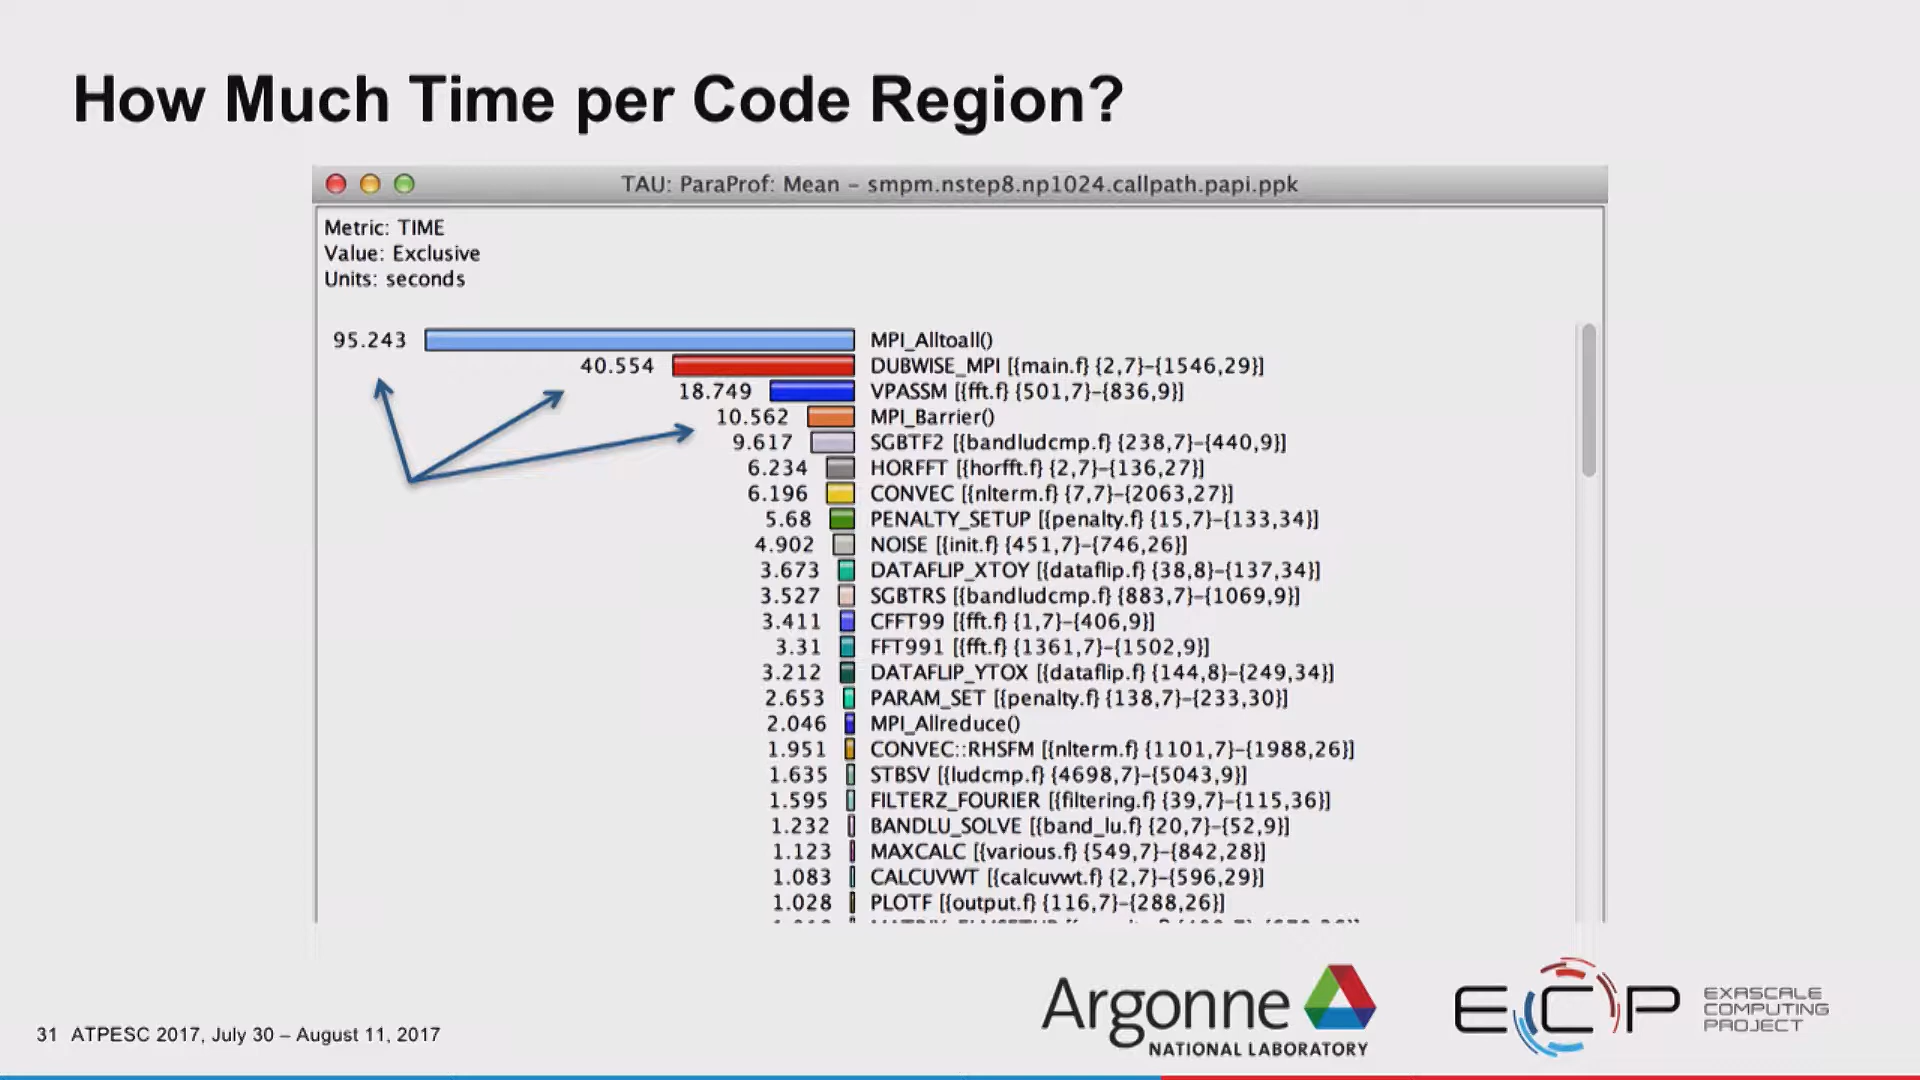 How Much Time per Code Region?
TAU: ParaProf: Mean – smpm.nstep8.np1024.callpath.papi.ppk
Metric: TIME
Value: Exclusive
Units: seconds
95.243 MPI_Alltoall()
40.554 DUBWISE_MPI [{main.f} {2,7}–{1546,29}]
18.749 VPASSM [{fft.f} {501,7}–{836,9}]
10.562 MPI_Barrier()
9.617 SGBTF2 [{bandludcmp.f} {238,7}–{440,9}]
6.234 HORFFT [{horfft.f} {2,7}–{136,27}]
6.196 CONVEC [{nlterm.f} {7,7}–{2063,27}]
5.68 PENALTY_SETUP [{penalty.f} {15,7}–{133,34}]
4.902 NOISE [{init.f} {451,7}–{746,26}]
3.673 DATAFLIP_XTOY [{dataflip.f} {38,8}–{137,34}]
3.527 SGBTRS [{bandludcmp.f} {883,7}–{1069,9}]
3.411 CFFT99 [{fft.f} {1,7}–{406,9}]
3.31 FFT991 [{fft.f} {1361,7}–{1502,9}]
3.212 DATAFLIP_YTOX [{dataflip.f} {144,8}–{249,34}]
2.653 PARAM_SET [{penalty.f} {138,7}–{233,30}]
2.046 MPI_Allreduce()
1.951 CONVEC::RHSFM [{nlterm.f} {1101,7}–{1988,26}]
1.635 STBSV [{ludcmp.f} {4698,7}–{5043,9}]
1.595 FILTERZ_FOURIER [{filtering.f} {39,7}–{115,36}]
1.232 BANDLU_SOLVE [{band_lu.f} {20,7}–{52,9}]
1.123 MAXCALC [{various.f} {549,7}–{842,28}]
1.083 CALCUVWT [{calcuvwt.f} {2,7}–{596,29}]
1.028 PLOTF [{output.f} {116,7}–{288,26}]
Argonne
NATIONAL LABORATORY
ECP
EXASCALE
COMPUTING
PROJECT
31 ATPESC 2017, July 30 – August 11, 2017